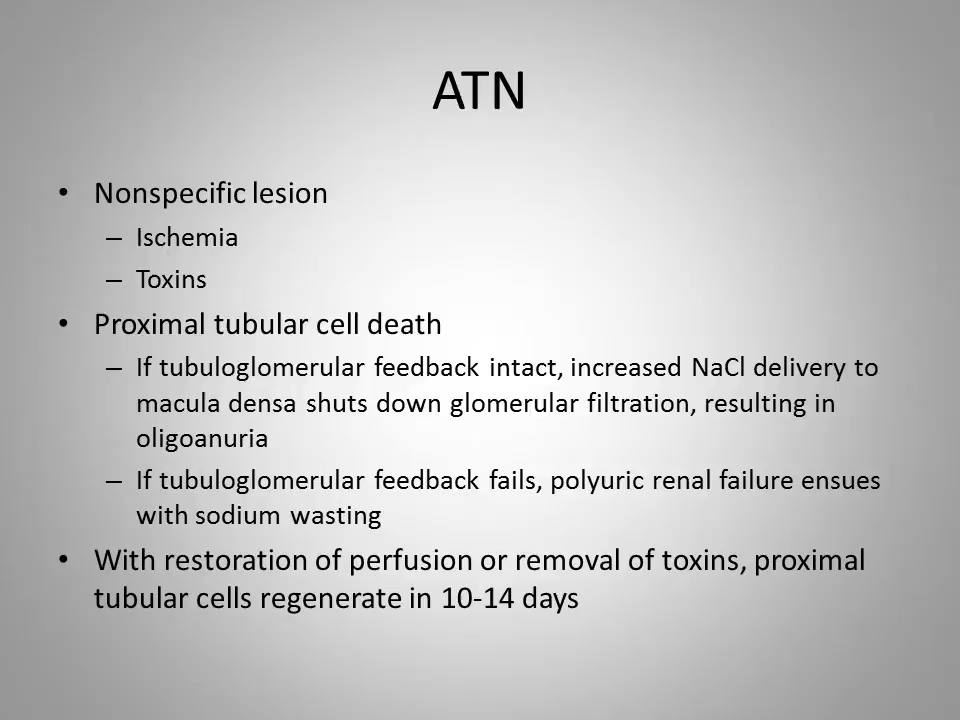 ATN
• Nonspecific lesion
– Ischemia
– Toxins
• Proximal tubular cell death
– If tubuloglomerular feedback intact, increased NaCl delivery to
macula densa shuts down glomerular filtration, resulting in
oligoanuria
– If tubuloglomerular feedback fails, polyuric renal failure ensues
with sodium wasting
• With restoration of perfusion or removal of toxins, proximal
tubular cells regenerate in 10-14 days